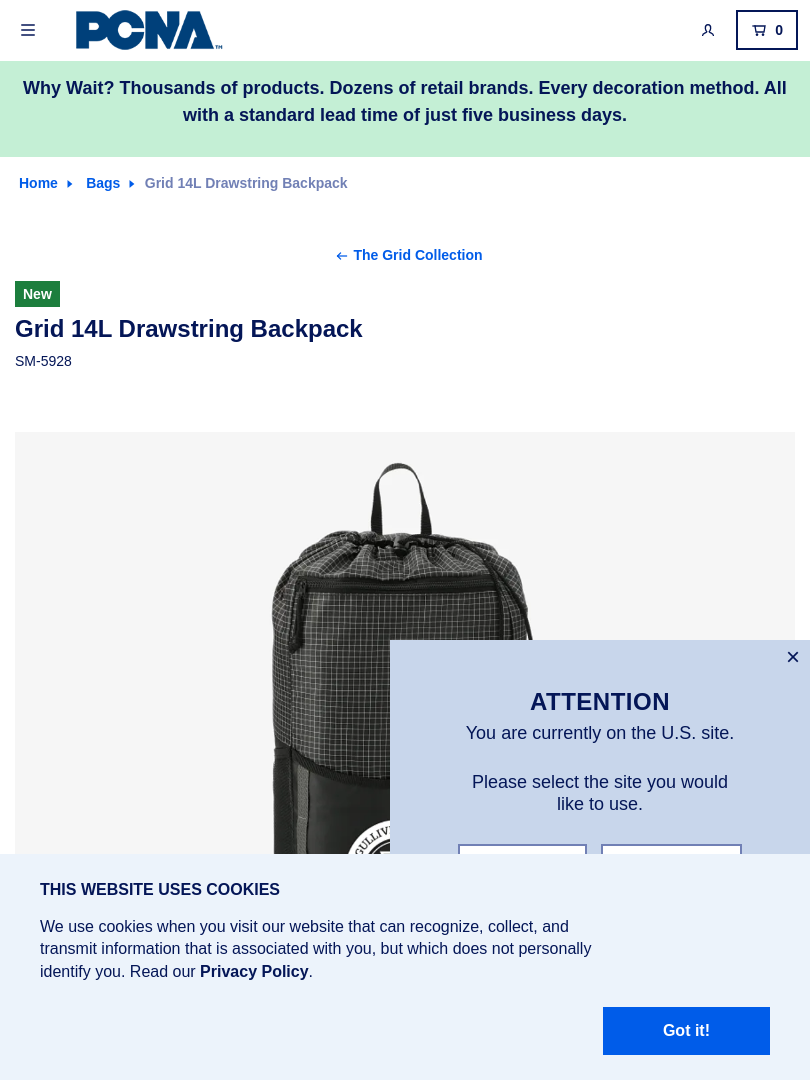 PCNA™
0
Why Wait? Thousands of products. Dozens of retail brands. Every decoration method. All
with a standard lead time of just five business days.
Home
Bags
Grid 14L Drawstring Backpack
The Grid Collection
New
Grid 14L Drawstring Backpack
SM-5928
ATTENTION
You are currently on the U.S. site.
Please select the site you would
like to use.
THIS WEBSITE USES COOKIES
We use cookies when you visit our website that can recognize, collect, and
transmit information that is associated with you, but which does not personally
identify you. Read our Privacy Policy.
Got it!